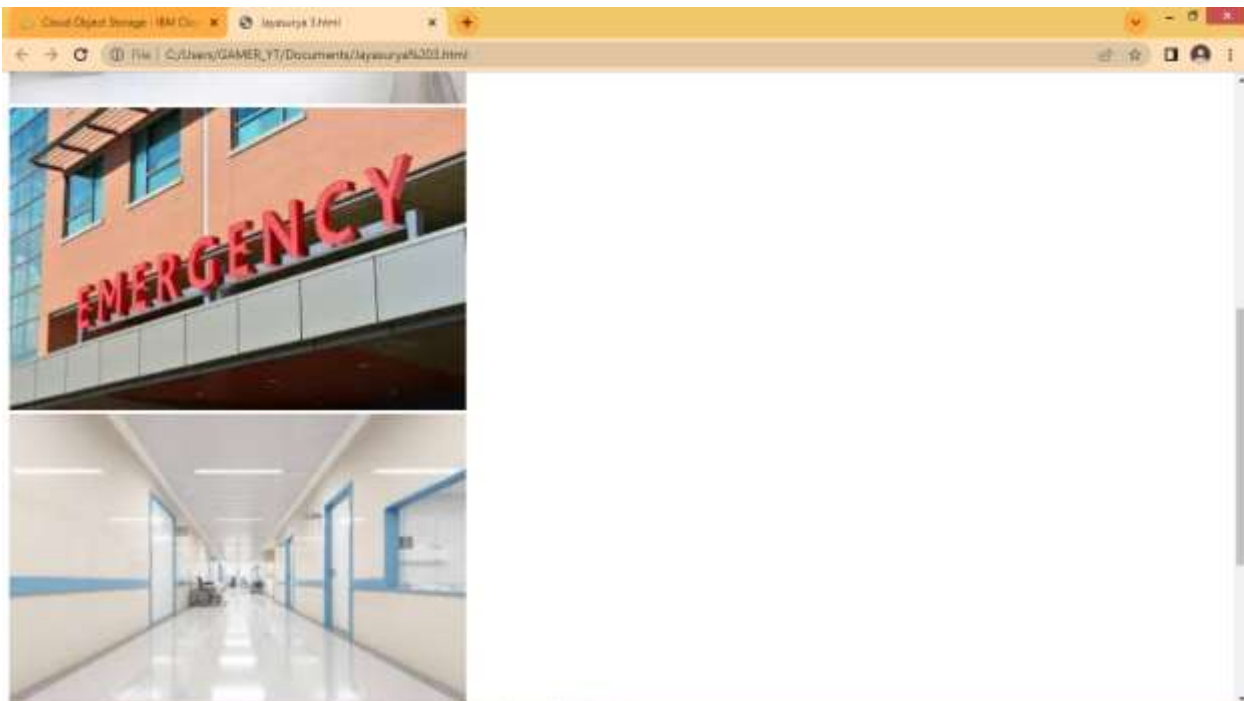 Cloud Object Storage - IBM Clo
Jayasurya 3.html
File | C:/Users/GAMER_YT/Documents/Jayasurya%203.html
EMERGENCY